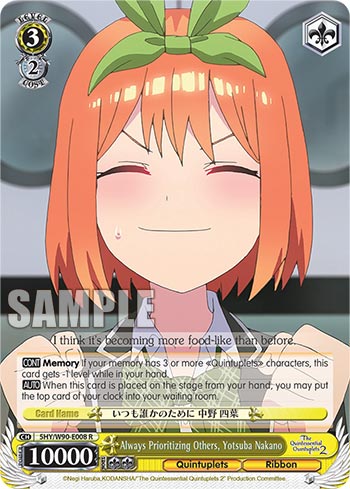 LEVEL
3
2
COST
SAMPLE
I think it's becoming more food-like than before.
CONT Memory If your memory has 3 or more «Quintuplets» characters, this
card gets -1 level while in your hand.
AUTO When this card is placed on the stage from your hand, you may put
the top card of your clock into your waiting room.
Card Name
いつも誰かのために 中野 四葉
CH
5HY/W90-E008 R
Always Prioritizing Others, Yotsuba Nakano
The Quintessential Quintuplets 2
10000
Quintuplets
Ribbon
©Negi Haruba,KODANSHA/"The Quintessential Quintuplets 2" Production Committee.